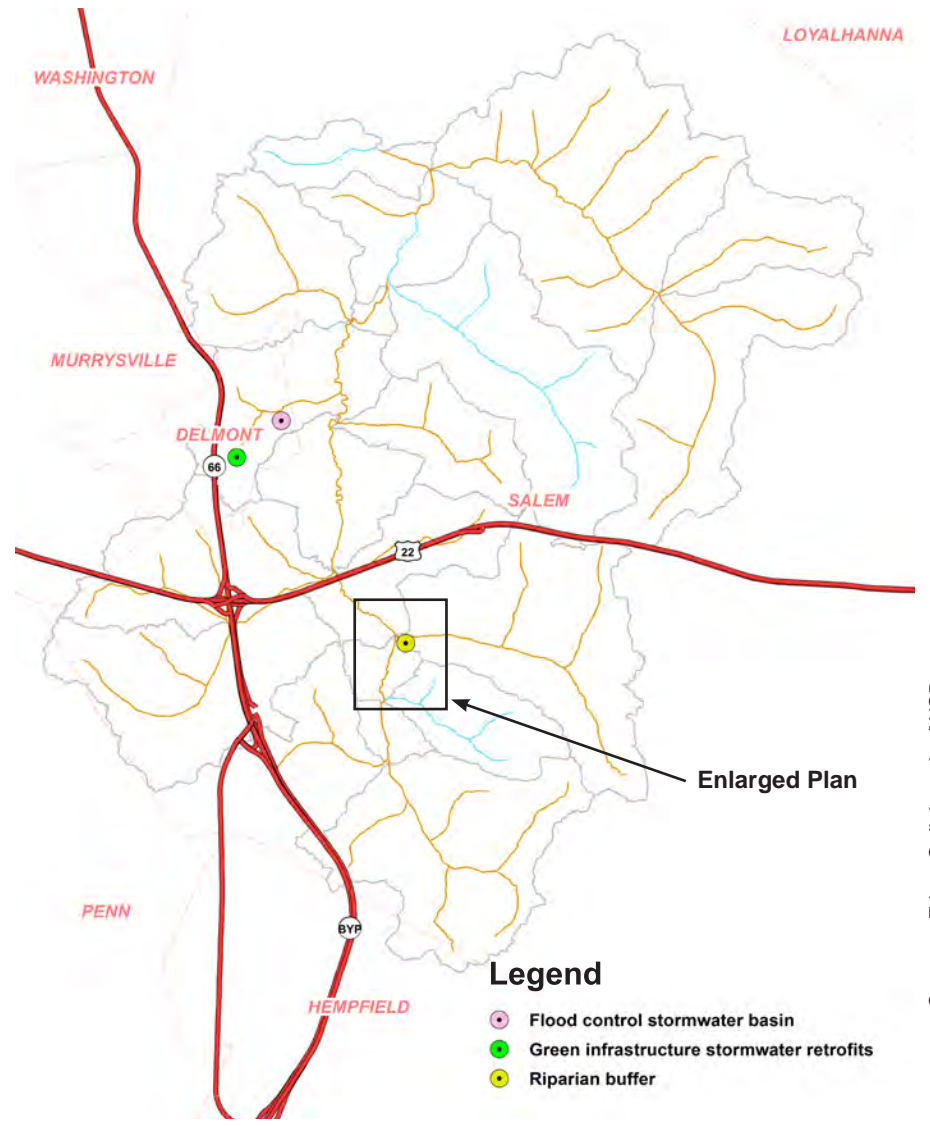 LOYALHANNA
WASHINGTON
MURRYSVILLE
DELMONT
66
SALEM
22
Enlarged Plan
PENN
BYP
HEMPFIELD
Legend
Flood control stormwater basin
Green infrastructure stormwater retrofits
Riparian buffer